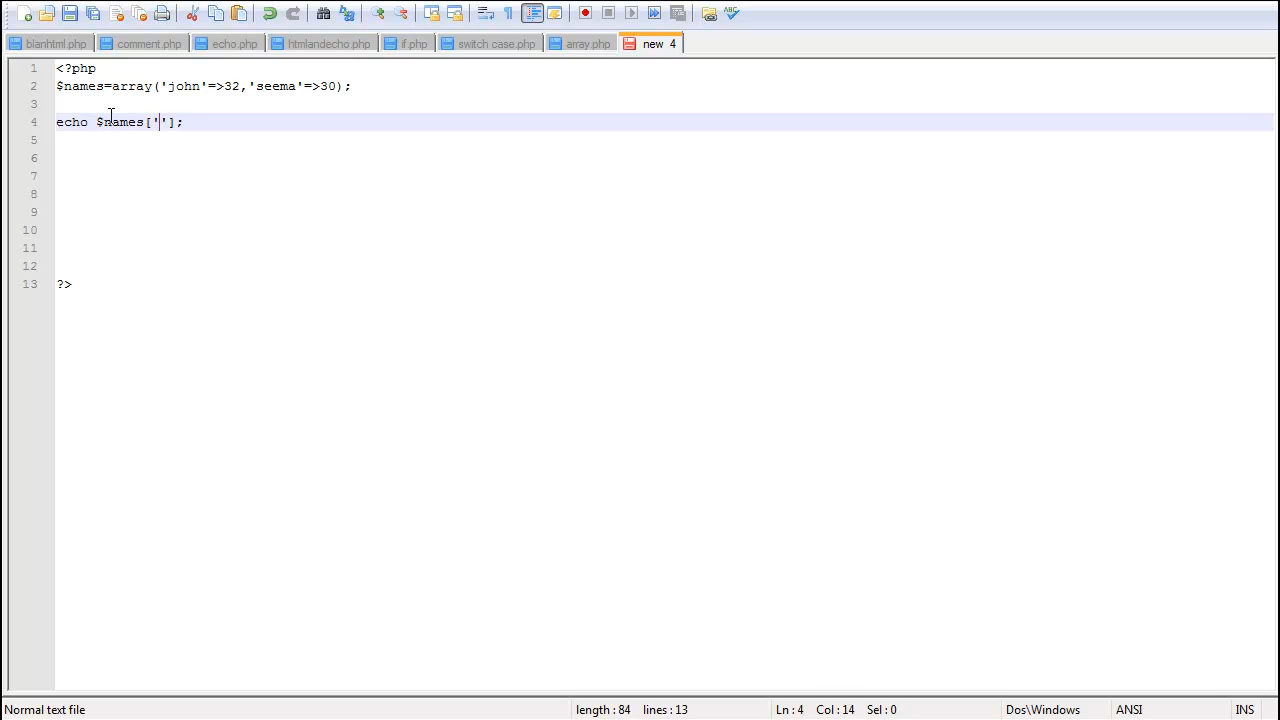 blanhtml.php comment.php echo.php htmlandecho.php if.php switch case.php array.php new 4
1 <?php
2 $names=array('john'=>32,'seema'=>30);
3
4 echo $names[''];
5
6
7
8
9
10
11
12
13 ?>
Normal text file length : 84 lines : 13 Ln : 4 Col : 14 Sel : 0 Dos\Windows ANSI INS